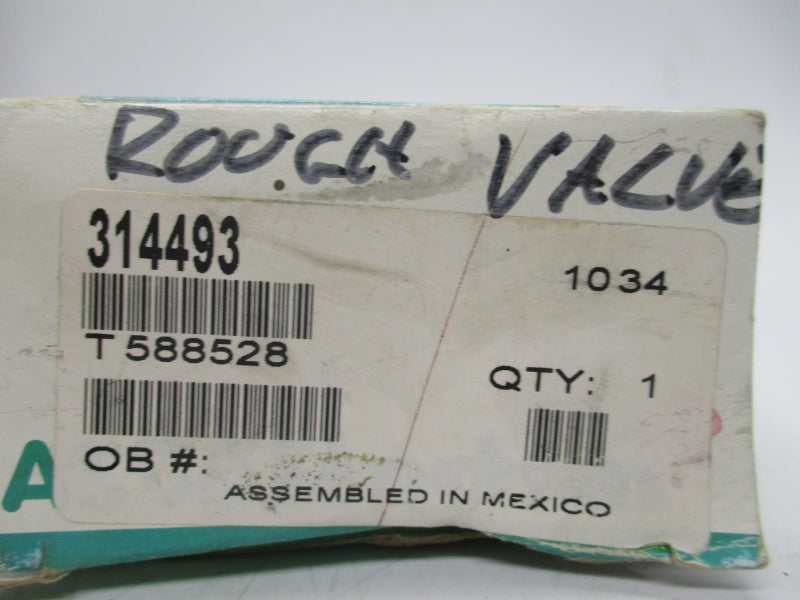 ROUGH VALVE
314493
1034
T 588528
QTY: 1
OB #:
ASSEMBLED IN MEXICO
A